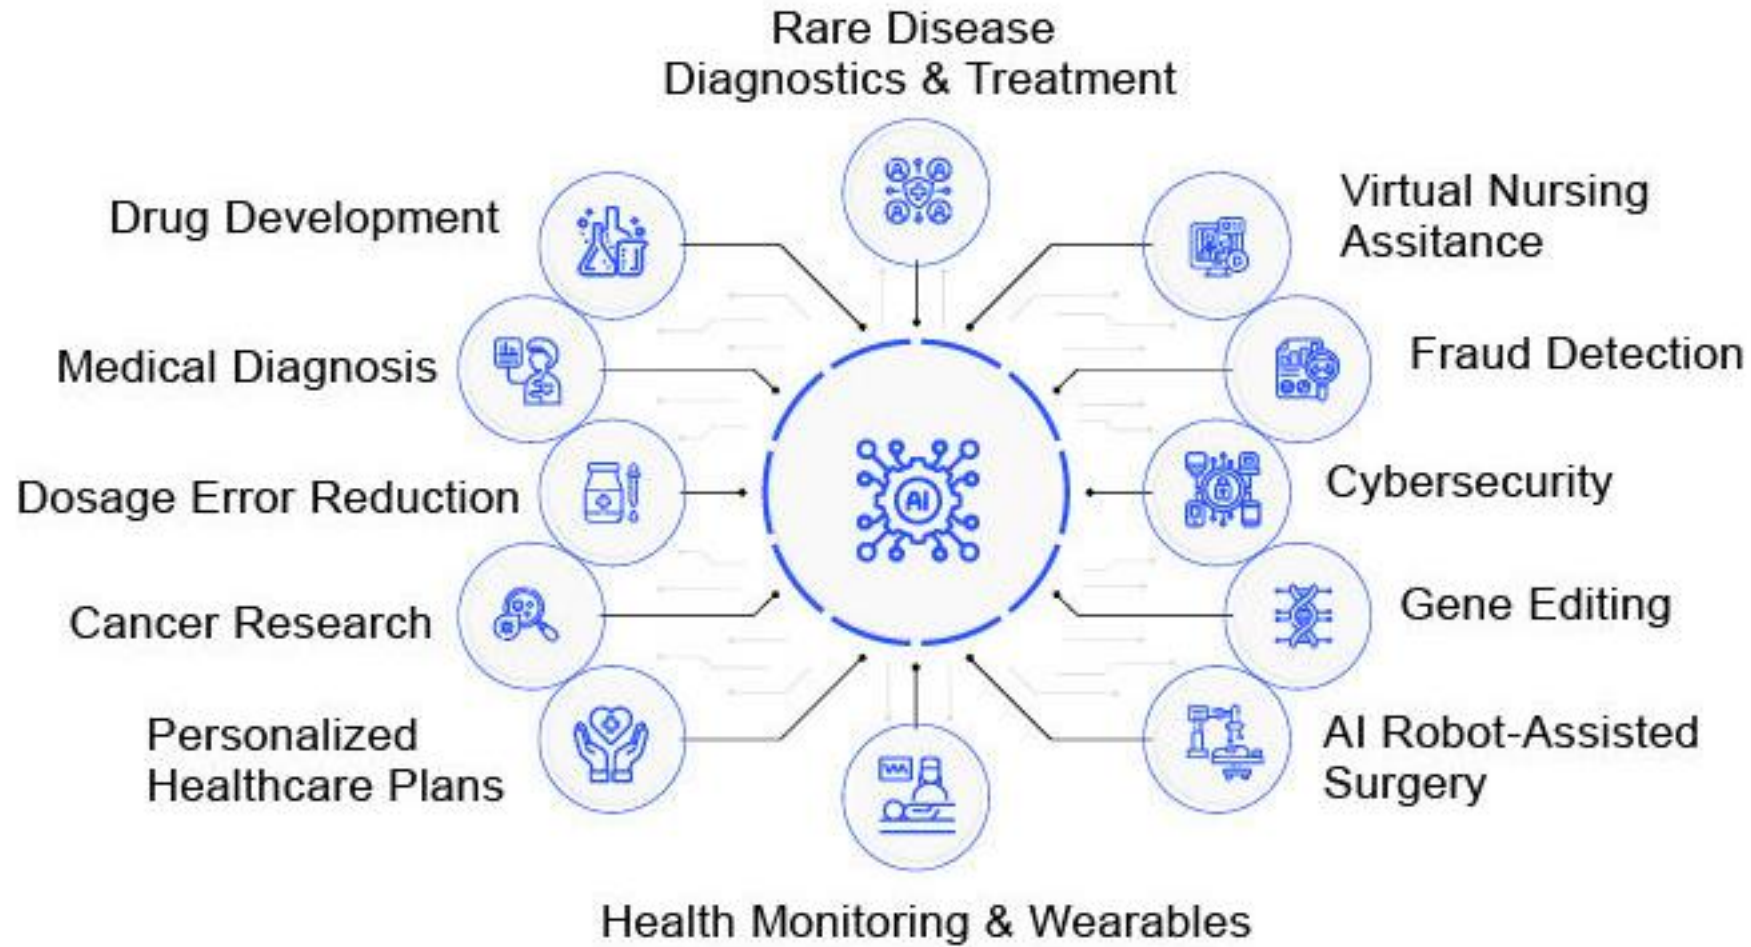 Rare Disease
Diagnostics & Treatment
Drug Development
Virtual Nursing
Assitance
Medical Diagnosis
Fraud Detection
Dosage Error Reduction
AI
Cybersecurity
Cancer Research
Gene Editing
Personalized
Healthcare Plans
AI Robot-Assisted
Surgery
Health Monitoring & Wearables